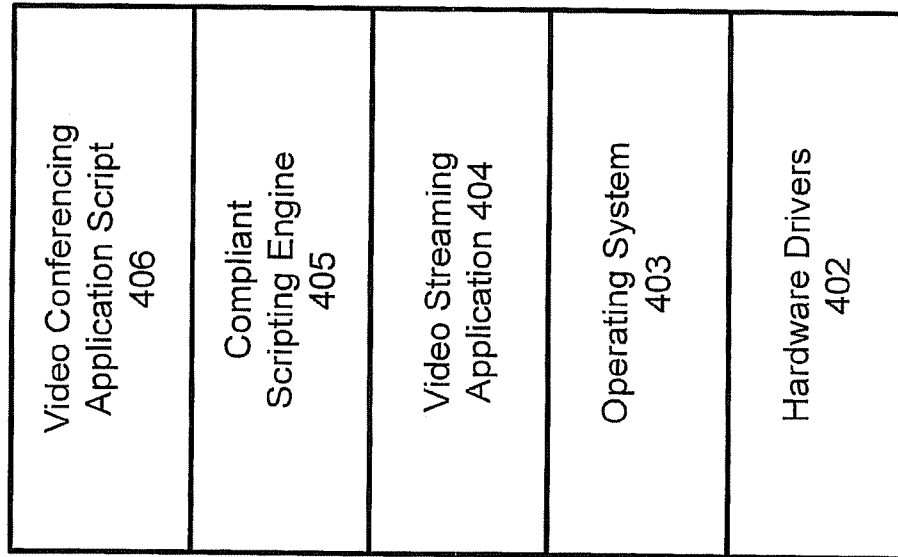 Video Conferencing
Application Script
406
Compliant
Scripting Engine
405
Video Streaming
Application 404
Operating System
403
Hardware Drivers
402